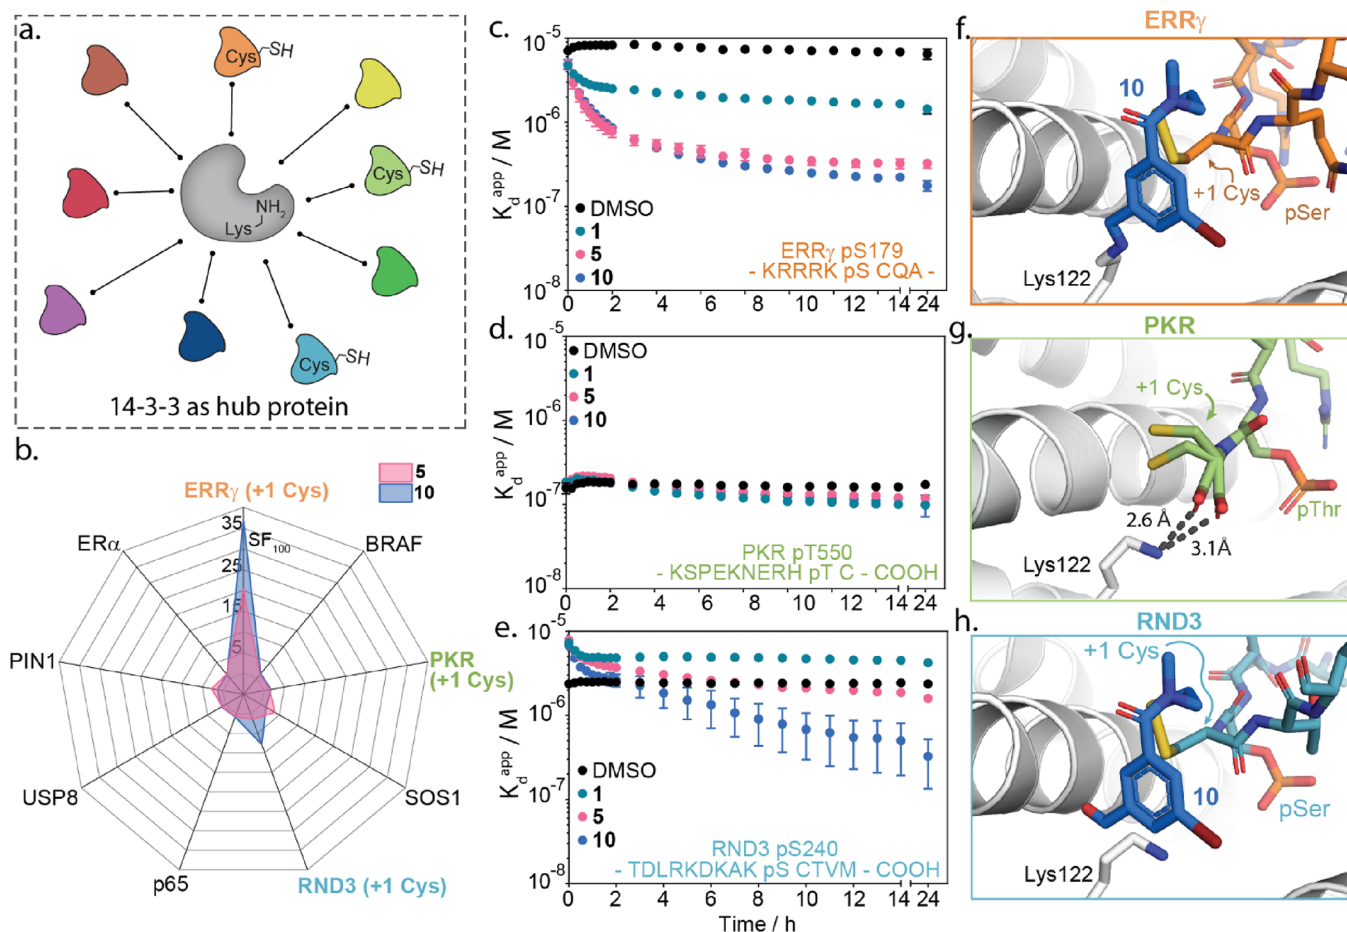 a.
Cys
SH
Cys
SH
NH2
Lys
Cys
SH
14-3-3 as hub protein
b.
5
10
ERRγ (+1 Cys)
35
SF100
25
15
5
ERα
BRAF
PIN1
PKR
(+1 Cys)
USP8
SOS1
p65
RND3 (+1 Cys)
c.
10-5
10-6
10-7
10-8
Kd app / M
DMSO
1
5
10
ERRγ pS179
- KRRRK pS CQA -
0 2 4 6 8 10 12 14 24
d.
10-5
10-6
10-7
10-8
Kd app / M
DMSO
1
5
10
PKR pT550
- KSPEKNERH pT C - COOH
0 2 4 6 8 10 12 14 24
e.
10-5
10-6
10-7
10-8
Kd app / M
DMSO
1
5
10
RND3 pS240
- TDLRKDKAK pS CTVM - COOH
0 2 4 6 8 10 12 14 24
Time / h
f.
ERRγ
10
+1 Cys
pSer
Lys122
g.
PKR
+1 Cys
2.6 Å
3.1Å
pThr
Lys122
h.
RND3
+1 Cys
10
pSer
Lys122